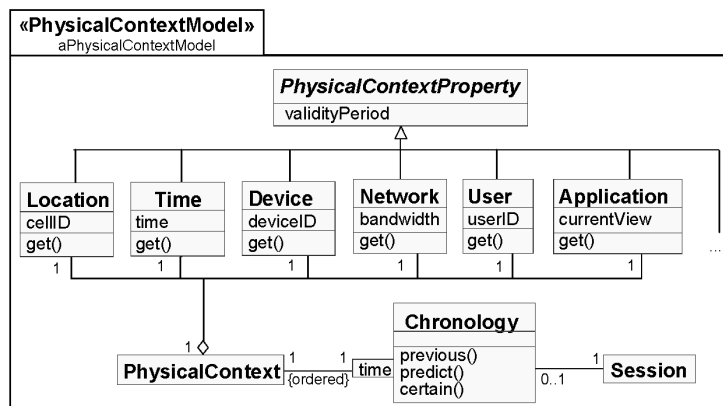 «PhysicalContextModel»
aPhysicalContextModel
PhysicalContextProperty
validityPeriod
Location
cellID
get()
Time
time
get()
Device
deviceID
get()
Network
bandwidth
get()
User
userID
get()
Application
currentView
get()
...
1 1 1 1 1 1
1
PhysicalContext
1
{ordered}
1
time
Chronology
previous()
predict()
certain()
0..1
1
Session